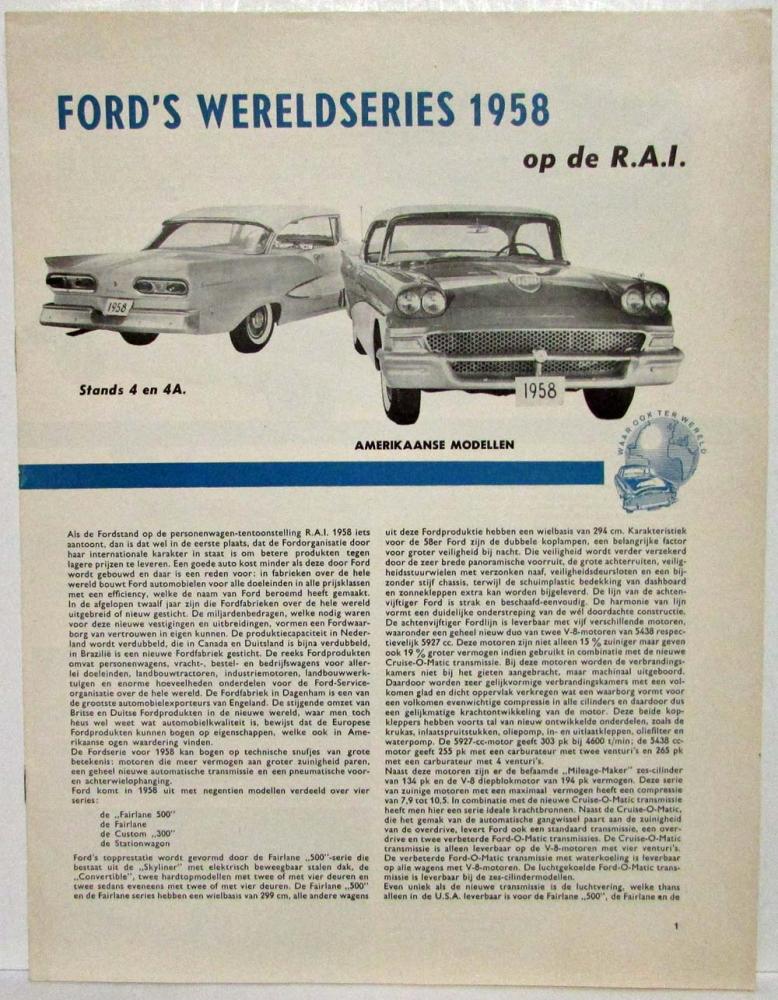 FORD'S WERELDSERIES 1958
op de R.A.I.
1958
1958
Stands 4 en 4A.
AMERIKAANSE MODELLEN
WAAR OOK TER WERELD
Als de Fordstand op de personenwagen-tentoonstelling R.A.I. 1958 iets
aantoont, dan is dat wel in de eerste plaats, dat de Fordorganisatie door
haar internationale karakter in staat is om betere produkten tegen
lagere prijzen te leveren. Een goede auto kost minder als deze door Ford
wordt gebouwd en daar is een reden voor: in fabrieken over de hele
wereld bouwt Ford automobielen voor alle doeleinden in alle prijsklassen
met een efficiency, welke de naam van Ford beroemd heeft gemaakt.
In de afgelopen twaalf jaar zijn die Fordfabrieken over de hele wereld
uitgebreid of nieuw gesticht. De miljardenbedragen, welke nodig waren
voor deze nieuwe vestigingen en uitbreidingen, vormen een Fordwaar-
borg van vertrouwen in eigen kunnen. De produktiecapaciteit in Neder-
land wordt verdubbeld, die in Canada en Duitsland is bijna verdubbeld,
in Brazilië is een nieuwe Fordfabriek gesticht. De reeks Fordprodukten
omvat personenwagens, vracht-, bestel- en bedrijfswagens voor aller-
lei doeleinden, landbouwtractoren, industriemotoren, landbouwwerk-
tuigen en enorme hoeveelheden onderdelen voor de Ford-Service-
organisatie over de hele wereld. De Fordfabriek in Dagenham is een van
de grootste automobielexporteurs van Engeland. De stijgende omzet van
Britse en Duitse Fordprodukten in de nieuwe wereld, waar men toch
heus wel weet wat automobielkwaliteit is, bewijst dat de Europese
Fordprodukten kunnen bogen op eigenschappen, welke ook in Ame-
rikaanse ogen waardering vinden.
De Fordserie voor 1958 kan bogen op technische snufjes van grote
betekenis: motoren die meer vermogen aan groter zuinigheid paren,
een geheel nieuwe automatische transmissie en een pneumatische voor-
en achterwielophanging.
Ford komt in 1958 uit met negentien modellen verdeeld over vier
series:
de „Fairlane 500"
de Fairlane
de Custom „300"
de Stationwagon
Ford's topprestatie wordt gevormd door de Fairlane „500"-serie die
bestaat uit de „Skyliner" met elektrisch beweegbaar stalen dak, de
„Convertible", twee hardtopmodellen met twee of met vier deuren en
twee sedans eveneens met twee of met vier deuren. De Fairlane „500"
en de Fairlane series hebben een wielbasis van 299 cm, alle andere wagens
uit deze Fordproduktie hebben een wielbasis van 294 cm. Karakteristiek
voor de 58er Ford zijn de dubbele koplampen, een belangrijke factor
voor groter veiligheid bij nacht. Die veiligheid wordt verder verzekerd
door de zeer brede panoramische voorruit, de grote achterruiten, veilig-
heidsstuurwielen met verzonken naaf, veiligheidsdeursloten en een bij-
zonder stijf chassis, terwijl de schuimplastic bedekking van dashboard
en zonnekleppen extra kan worden bijgeleverd. De lijn van de achten-
vijftiger Ford is strak en beschaafd-eenvoudig. De harmonie van lijn
vormt een duidelijke onderstreping van de wél doordachte constructie.
De achtenvijftiger Fordlijn is leverbaar met vijf verschillende motoren,
waaronder een geheel nieuw duo van twee V-8-motoren van 5438 respec-
tievelijk 5927 cc. Deze motoren zijn niet alleen 15 % zuiniger maar geven
ook 19 % groter vermogen indien gebruikt in combinatie met de nieuwe
Cruise-O-Matic transmissie. Bij deze motoren worden de verbrandings-
kamers niet bij het gieten aangebracht, maar machinaal uitgeboord.
Daardoor worden zeer gelijkvormige verbrandingskamers met een vol-
komen glad en dicht oppervlak verkregen wat een waarborg vormt voor
een volkomen evenwichtige compressie in alle cilinders en daardoor dus
een gelijkmatige krachtontwikkeling van de motor. Deze beide kop-
kleppers hebben voorts tal van nieuw ontwikkelde onderdelen, zoals de
krukas, inlaatspruitstukken, oliepomp, in- en uitlaatkleppen, oliefilter en
waterpomp. De 5927-cc-motor geeft 303 pk bij 4600 t/min; de 5438 cc-
motor geeft 255 pk met een carburateur met twee venturi's en 265 pk
met een carburateur met 4 venturi's.
Naast deze motoren zijn er de befaamde „Mileage-Maker" zes-cilinder
van 134 pk en de V-8 diepblokmotor van 194 pk vermogen. Deze serie
van zuinige motoren met een maximaal vermogen heeft een compressie
van 7,9 tot 10,5. In combinatie met de nieuwe Cruise-O-Matic transmissie
heeft men hier een serie ideale krachtbronnen. Naast de Cruise-O-Matic,
die het gemak van de automatische gangwissel paart aan de zuinigheid
van de overdrive, levert Ford ook een standaard transmissie, een over-
drive en twee verbeterde Ford-O-Matic transmissies. De Cruise-O-Matic
transmissie is alleen leverbaar op de V-8-motoren met vier venturi's.
De verbeterde Ford-O-Matic transmissie met waterkoeling is leverbaar
op alle wagens met V-8-motoren. De luchtgekoelde Ford-O-Matic trans-
missie is leverbaar bij de zes-cilindermodellen.
Even uniek als de nieuwe transmissie is de luchtvering, welke thans
alleen in de U.S.A. leverbaar is voor de Fairlane „500", de Fairlane en de
1